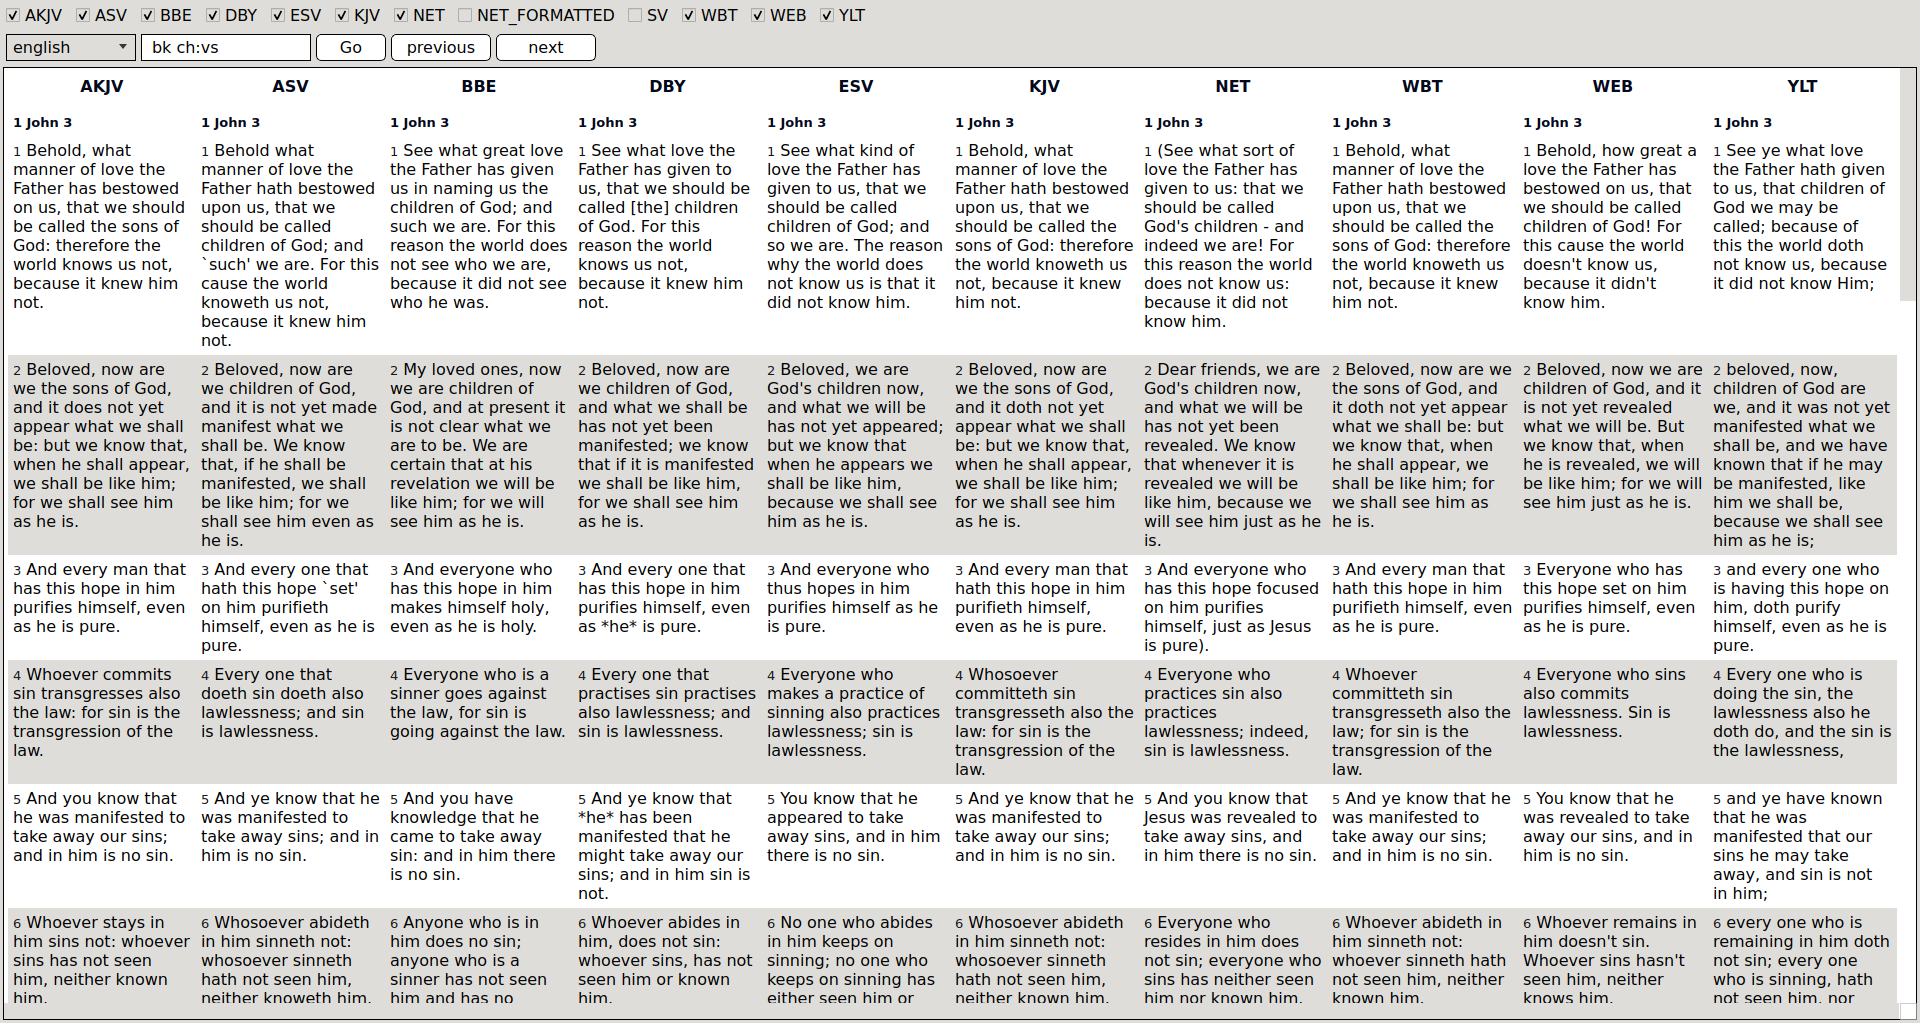 AKJV ASV BBE DBY ESV KJV NET NET_FORMATTED SV WBT WEB YLT
english bk ch:vs Go previous next
AKJV
1 John 3
1 Behold, what
manner of love the
Father has bestowed
on us, that we should
be called the sons of
God: therefore the
world knows us not,
because it knew him
not.
2 Beloved, now are
we the sons of God,
and it does not yet
appear what we shall
be: but we know that,
when he shall appear,
we shall be like him;
for we shall see him
as he is.
3 And every man that
has this hope in him
purifies himself, even
as he is pure.
4 Whoever commits
sin transgresses also
the law: for sin is the
transgression of the
law.
5 And you know that
he was manifested to
take away our sins;
and in him is no sin.
6 Whoever stays in
him sins not: whoever
sins has not seen
him, neither known
him.
ASV
1 John 3
1 Behold what
manner of love the
Father hath bestowed
upon us, that we
should be called
children of God; and
`such' we are. For this
cause the world
knoweth us not,
because it knew him
not.
2 Beloved, now are
we children of God,
and it is not yet made
manifest what we
shall be. We know
that, if he shall be
manifested, we shall
be like him; for we
shall see him even as
he is.
3 And every one that
hath this hope `set'
on him purifieth
himself, even as he is
pure.
4 Every one that
doeth sin doeth also
lawlessness; and sin
is lawlessness.
5 And ye know that he
was manifested to
take away sins; and in
him is no sin.
6 Whosoever abideth
in him sinneth not:
whosoever sinneth
hath not seen him,
neither knoweth him.
BBE
1 John 3
1 See what great love
the Father has given
us in naming us the
children of God; and
such we are. For this
reason the world does
not see who we are,
because it did not see
who he was.
2 My loved ones, now
we are children of
God, and at present it
is not clear what we
are to be. We are
certain that at his
revelation we will be
like him; for we will
see him as he is.
3 And everyone who
has this hope in him
makes himself holy,
even as he is holy.
4 Everyone who is a
sinner goes against
the law, for sin is
going against the law.
5 And you have
knowledge that he
came to take away
sin: and in him there
is no sin.
6 Anyone who is in
him does no sin;
anyone who is a
sinner has not seen
him and has no
DBY
1 John 3
1 See what love the
Father has given to
us, that we should be
called [the] children
of God. For this
reason the world
knows us not,
because it knew him
not.
2 Beloved, now are
we children of God,
and what we shall be
has not yet been
manifested; we know
that if it is manifested
we shall be like him,
for we shall see him
as he is.
3 And every one that
has this hope in him
purifies himself, even
as *he* is pure.
4 Every one that
practises sin practises
also lawlessness; and
sin is lawlessness.
5 And ye know that
*he* has been
manifested that he
might take away our
sins; and in him sin is
not.
6 Whoever abides in
him, does not sin:
whoever sins, has not
seen him or known
him.
ESV
1 John 3
1 See what kind of
love the Father has
given to us, that we
should be called
children of God; and
so we are. The reason
why the world does
not know us is that it
did not know him.
2 Beloved, we are
God's children now,
and what we will be
has not yet appeared;
but we know that
when he appears we
shall be like him,
because we shall see
him as he is.
3 And everyone who
thus hopes in him
purifies himself as he
is pure.
4 Everyone who
makes a practice of
sinning also practices
lawlessness; sin is
lawlessness.
5 You know that he
appeared to take
away sins, and in him
there is no sin.
6 No one who abides
in him keeps on
sinning; no one who
keeps on sinning has
either seen him or
KJV
1 John 3
1 Behold, what
manner of love the
Father hath bestowed
upon us, that we
should be called the
sons of God: therefore
the world knoweth us
not, because it knew
him not.
2 Beloved, now are
we the sons of God,
and it doth not yet
appear what we shall
be: but we know that,
when he shall appear,
we shall be like him;
for we shall see him
as he is.
3 And every man that
hath this hope in him
purifieth himself,
even as he is pure.
4 Whosoever
committeth sin
transgresseth also the
law: for sin is the
transgression of the
law.
5 And ye know that he
was manifested to
take away our sins;
and in him is no sin.
6 Whosoever abideth
in him sinneth not:
whosoever sinneth
hath not seen him,
neither known him.
NET
1 John 3
1 (See what sort of
love the Father has
given to us: that we
should be called
God's children - and
indeed we are! For
this reason the world
does not know us:
because it did not
know him.
2 Dear friends, we are
God's children now,
and what we will be
has not yet been
revealed. We know
that whenever it is
revealed we will be
like him, because we
will see him just as he
is.
3 And everyone who
has this hope focused
on him purifies
himself, just as Jesus
is pure).
4 Everyone who
practices sin also
practices
lawlessness; indeed,
sin is lawlessness.
5 And you know that
Jesus was revealed to
take away sins, and
in him there is no sin.
6 Everyone who
resides in him does
not sin; everyone who
sins has neither seen
him nor known him.
WBT
1 John 3
1 Behold, what
manner of love the
Father hath bestowed
upon us, that we
should be called the
sons of God: therefore
the world knoweth us
not, because it knew
him not.
2 Beloved, now are we
the sons of God, and
it doth not yet appear
what we shall be: but
we know that, when
he shall appear, we
shall be like him; for
we shall see him as
he is.
3 And every man that
hath this hope in him
purifieth himself, even
as he is pure.
4 Whoever
committeth sin
transgresseth also the
law; for sin is the
transgression of the
law.
5 And ye know that he
was manifested to
take away our sins;
and in him is no sin.
6 Whoever abideth in
him sinneth not:
whoever sinneth hath
not seen him, neither
known him.
WEB
1 John 3
1 Behold, how great a
love the Father has
bestowed on us, that
we should be called
children of God! For
this cause the world
doesn't know us,
because it didn't
know him.
2 Beloved, now we are
children of God, and it
is not yet revealed
what we will be. But
we know that, when
he is revealed, we will
be like him; for we will
see him just as he is.
3 Everyone who has
this hope set on him
purifies himself, even
as he is pure.
4 Everyone who sins
also commits
lawlessness. Sin is
lawlessness.
5 You know that he
was revealed to take
away our sins, and in
him is no sin.
6 Whoever remains in
him doesn't sin.
Whoever sins hasn't
seen him, neither
knows him.
YLT
1 John 3
1 See ye what love
the Father hath given
to us, that children of
God we may be
called; because of
this the world doth
not know us, because
it did not know Him;
2 beloved, now,
children of God are
we, and it was not yet
manifested what we
shall be, and we have
known that if he may
be manifested, like
him we shall be,
because we shall see
him as he is;
3 and every one who
is having this hope on
him, doth purify
himself, even as he is
pure.
4 Every one who is
doing the sin, the
lawlessness also he
doth do, and the sin is
the lawlessness,
5 and ye have known
that he was
manifested that our
sins he may take
away, and sin is not
in him;
6 every one who is
remaining in him doth
not sin; every one
who is sinning, hath
not seen him, nor